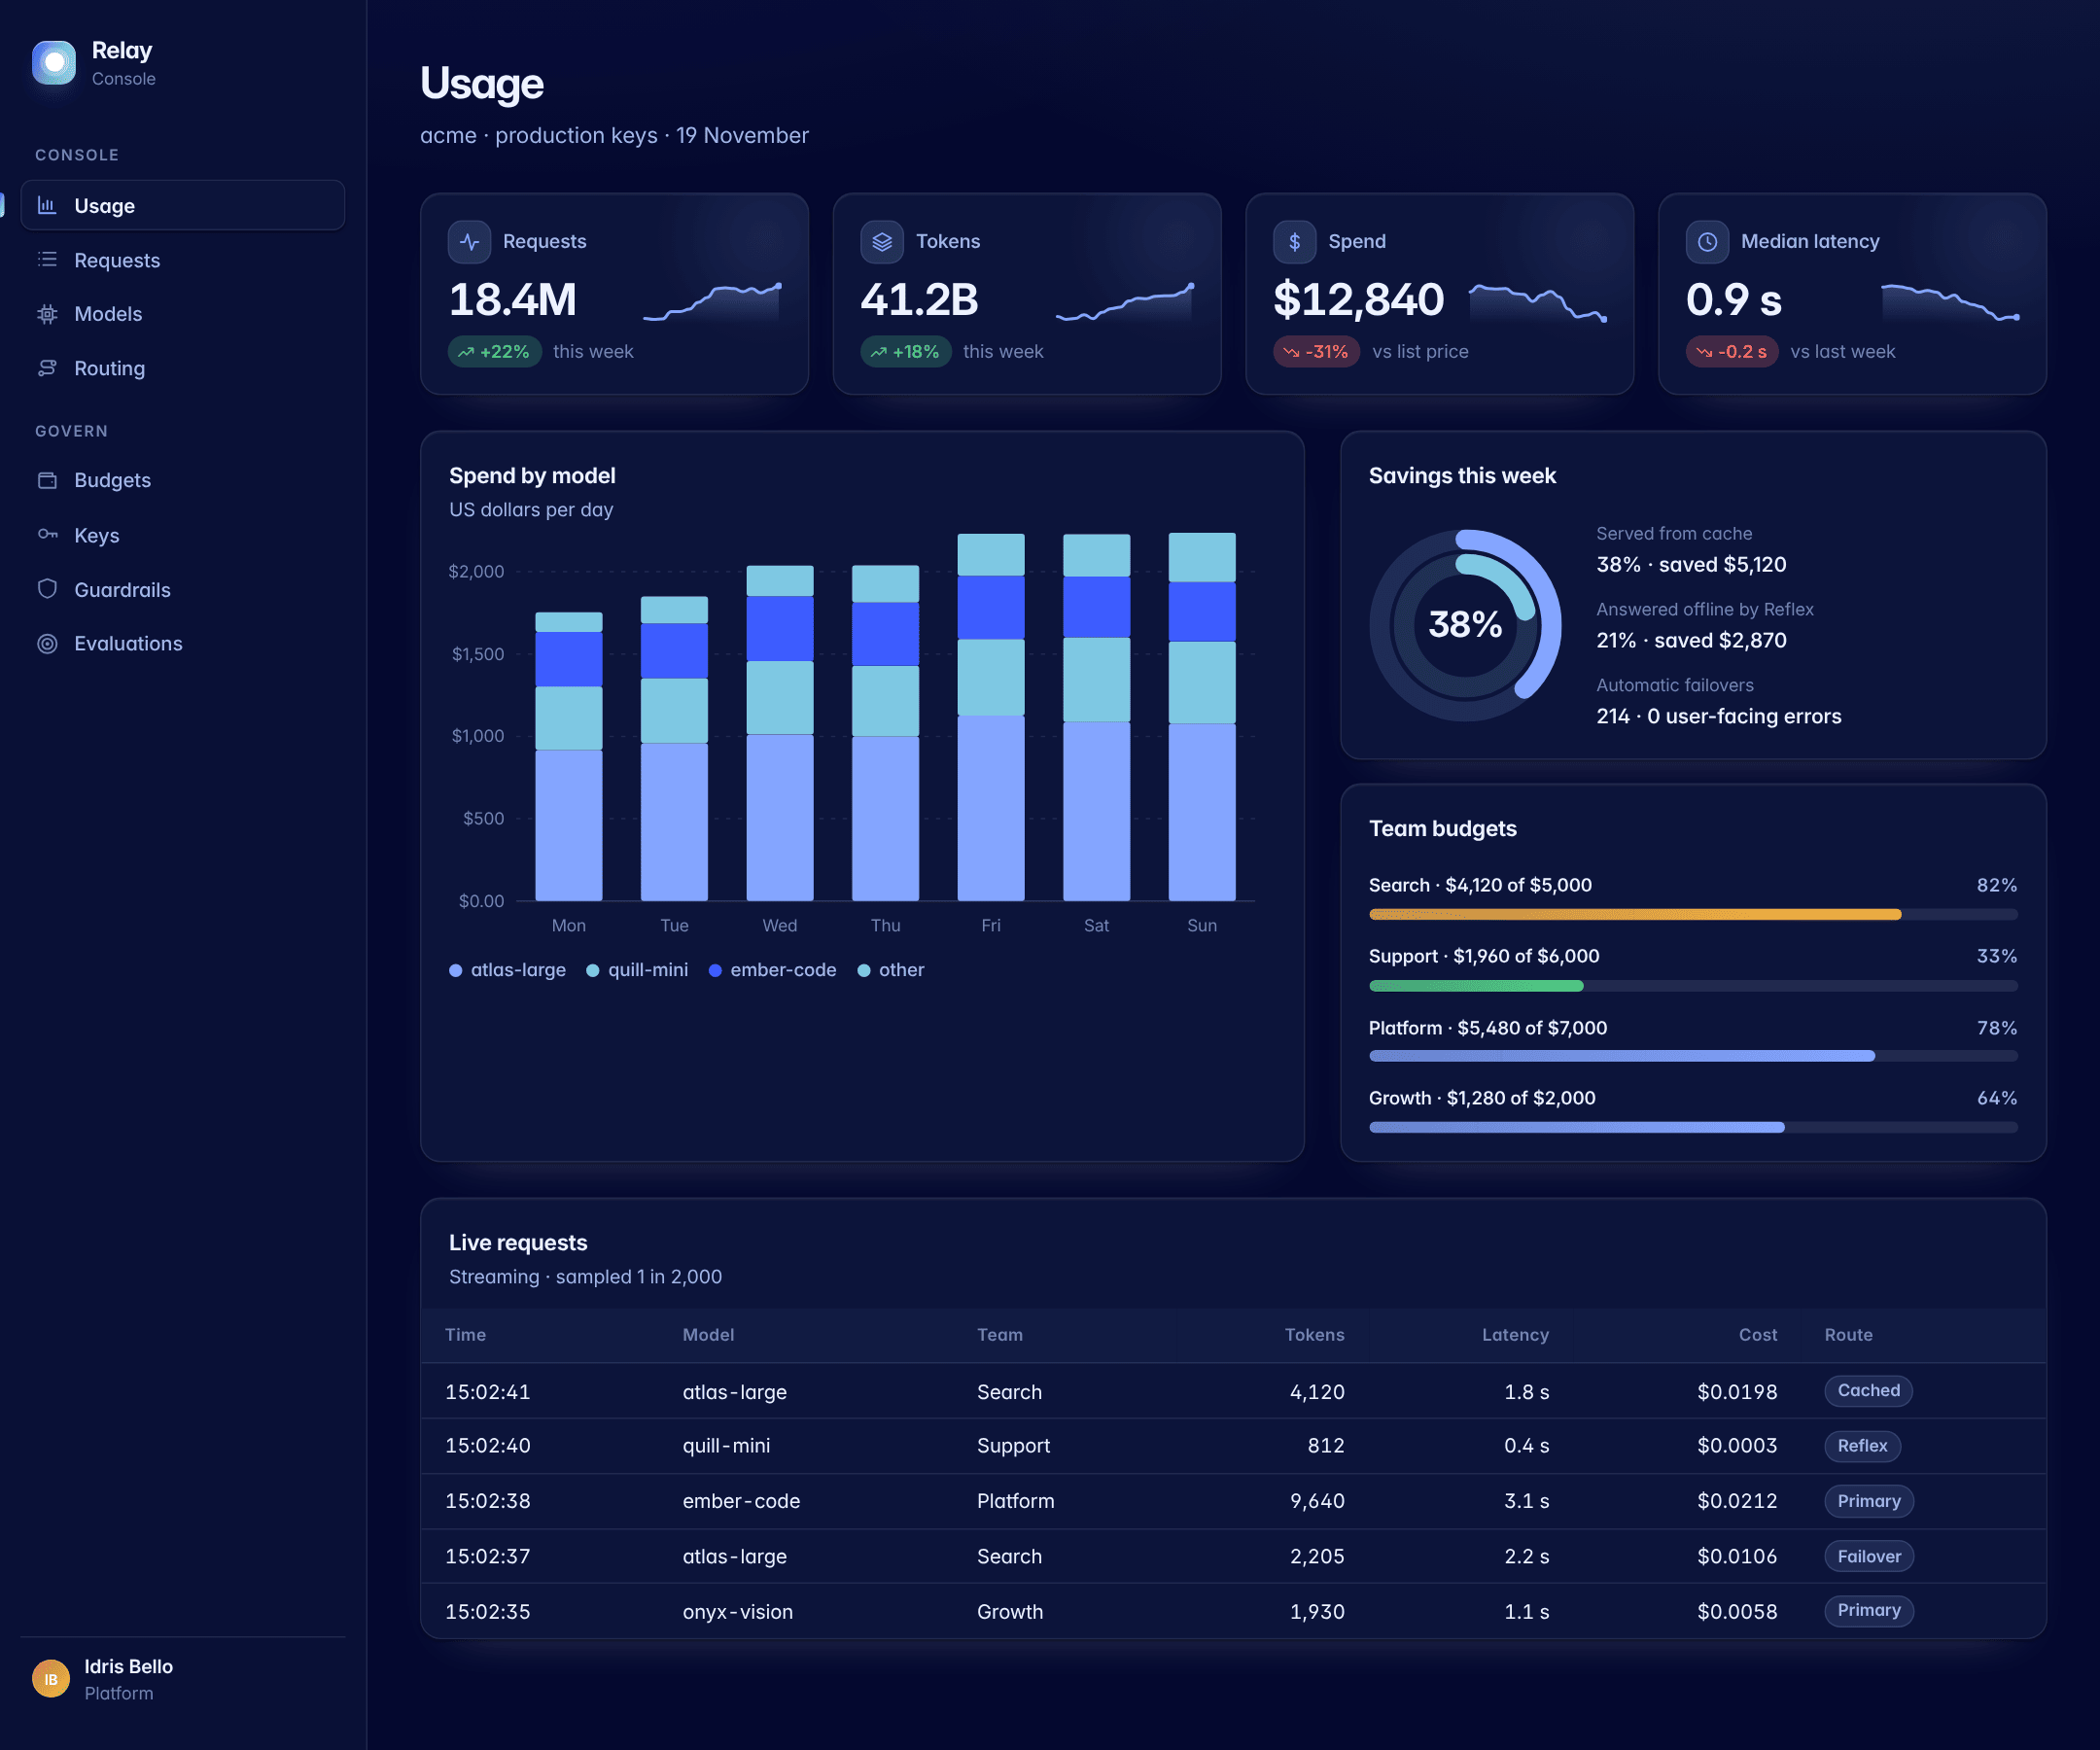 Relay
Console
CONSOLE
Usage
Requests
Models
Routing
GOVERN
Budgets
Keys
Guardrails
Evaluations
IB
Idris Bello
Platform
Usage
acme · production keys · 19 November
Requests
18.4M
+22% this week
Tokens
41.2B
+18% this week
Spend
$12,840
-31% vs list price
Median latency
0.9 s
-0.2 s vs last week
Spend by model
US dollars per day
$2,000
$1,500
$1,000
$500
$0.00
Mon Tue Wed Thu Fri Sat Sun
atlas-large quill-mini ember-code other
Savings this week
38%
Served from cache
38% · saved $5,120
Answered offline by Reflex
21% · saved $2,870
Automatic failovers
214 · 0 user-facing errors
Team budgets
Search · $4,120 of $5,000 82%
Support · $1,960 of $6,000 33%
Platform · $5,480 of $7,000 78%
Growth · $1,280 of $2,000 64%
Live requests
Streaming · sampled 1 in 2,000
Time Model Team Tokens Latency Cost Route
15:02:41 atlas-large Search 4,120 1.8 s $0.0198 Cached
15:02:40 quill-mini Support 812 0.4 s $0.0003 Reflex
15:02:38 ember-code Platform 9,640 3.1 s $0.0212 Primary
15:02:37 atlas-large Search 2,205 2.2 s $0.0106 Failover
15:02:35 onyx-vision Growth 1,930 1.1 s $0.0058 Primary